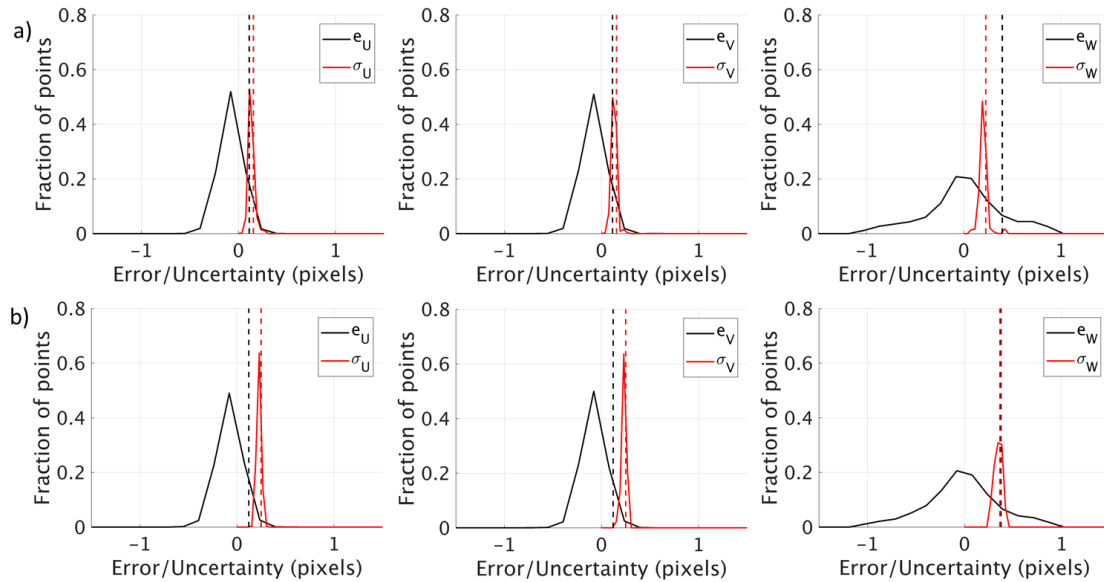 a)
0.8
0.6
0.4
0.2
0
Fraction of points
e_U
σ_U
-1
0
1
Error/Uncertainty (pixels)
0.8
0.6
0.4
0.2
0
Fraction of points
e_V
σ_V
-1
0
1
Error/Uncertainty (pixels)
0.8
0.6
0.4
0.2
0
Fraction of points
e_W
σ_W
-1
0
1
Error/Uncertainty (pixels)
b)
0.8
0.6
0.4
0.2
0
Fraction of points
e_U
σ_U
-1
0
1
Error/Uncertainty (pixels)
0.8
0.6
0.4
0.2
0
Fraction of points
e_V
σ_V
-1
0
1
Error/Uncertainty (pixels)
0.8
0.6
0.4
0.2
0
Fraction of points
e_W
σ_W
-1
0
1
Error/Uncertainty (pixels)